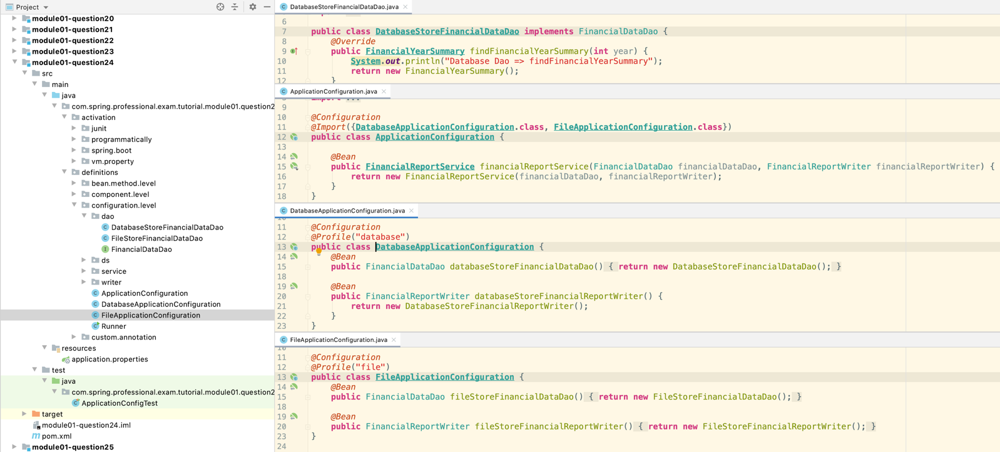 Project
module01-question20
module01-question21
module01-question22
module01-question23
module01-question24
src
main
java
com.spring.professional.exam.tutorial.module01.question2
activation
junit
programmatically
spring.boot
vm.property
definitions
bean.method.level
component.level
configuration.level
dao
DatabaseStoreFinancialDataDao
FileStoreFinancialDataDao
FinancialDataDao
ds
service
writer
ApplicationConfiguration
DatabaseApplicationConfiguration
FileApplicationConfiguration
Runner
custom.annotation
resources
application.properties
test
java
com.spring.professional.exam.tutorial.module01.question2
ApplicationConfigTest
target
module01-question24.iml
pom.xml
module01-question25
DatabaseStoreFinancialDataDao.java
6
7 public class DatabaseStoreFinancialDataDao implements FinancialDataDao {
8 @Override
9 public FinancialYearSummary findFinancialYearSummary(int year) {
10 System.out.println("Database Dao => findFinancialYearSummary");
11 return new FinancialYearSummary();
12 }
ApplicationConfiguration.java
import ...
9
10 @Configuration
11 @Import({DatabaseApplicationConfiguration.class, FileApplicationConfiguration.class})
12 public class ApplicationConfiguration {
13
14 @Bean
15 public FinancialReportService financialReportService(FinancialDataDao financialDataDao, FinancialReportWriter financialReportWriter) {
16 return new FinancialReportService(financialDataDao, financialReportWriter);
17 }
18 }
DatabaseApplicationConfiguration.java
11 @Configuration
12 @Profile("database")
13 public class DatabaseApplicationConfiguration {
14 @Bean
15 public FinancialDataDao databaseStoreFinancialDataDao() { return new DatabaseStoreFinancialDataDao(); }
18
19 @Bean
20 public FinancialReportWriter databaseStoreFinancialReportWriter() {
21 return new DatabaseStoreFinancialReportWriter();
22 }
23 }
FileApplicationConfiguration.java
10
11 @Configuration
12 @Profile("file")
13 public class FileApplicationConfiguration {
14 @Bean
15 public FinancialDataDao fileStoreFinancialDataDao() { return new FileStoreFinancialDataDao(); }
18
19 @Bean
20 public FinancialReportWriter fileStoreFinancialReportWriter() { return new FileStoreFinancialReportWriter(); }
23 }
24